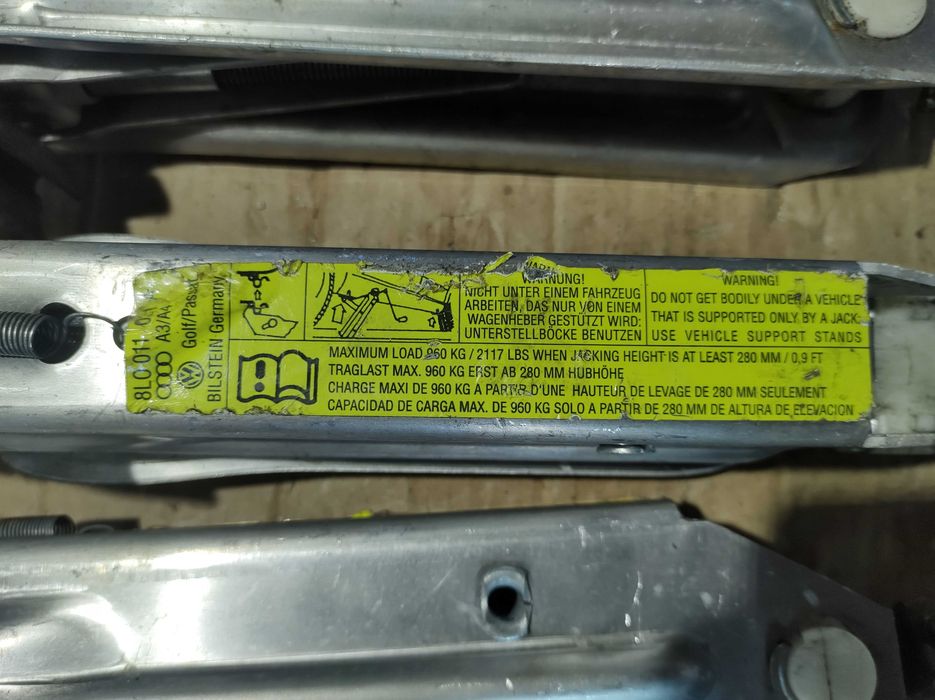 8L0 011 0
A3/A4
Golf/Passat
BILSTEIN Germany
WARNUNG!
NICHT UNTER EINEM FAHRZEUG
ARBEITEN, DAS NUR VON EINEM
WAGENHEBER GESTÜTZT WIRD:
UNTERSTELLBÖCKE BENUTZEN
WARNING!
DO NOT GET BODILY UNDER A VEHICLE
THAT IS SUPPORTED ONLY BY A JACK:
USE VEHICLE SUPPORT STANDS
MAXIMUM LOAD 960 KG / 2117 LBS WHEN JACKING HEIGHT IS AT LEAST 280 MM / 0,9 FT
TRAGLAST MAX. 960 KG ERST AB 280 MM HUBHÖHE
CHARGE MAXI DE 960 KG A PARTIR D'UNE HAUTEUR DE LEVAGE DE 280 MM SEULEMENT
CAPACIDAD DE CARGA MAX. DE 960 KG SOLO A PARTIR DE 280 MM DE ALTURA DE ELEVACION